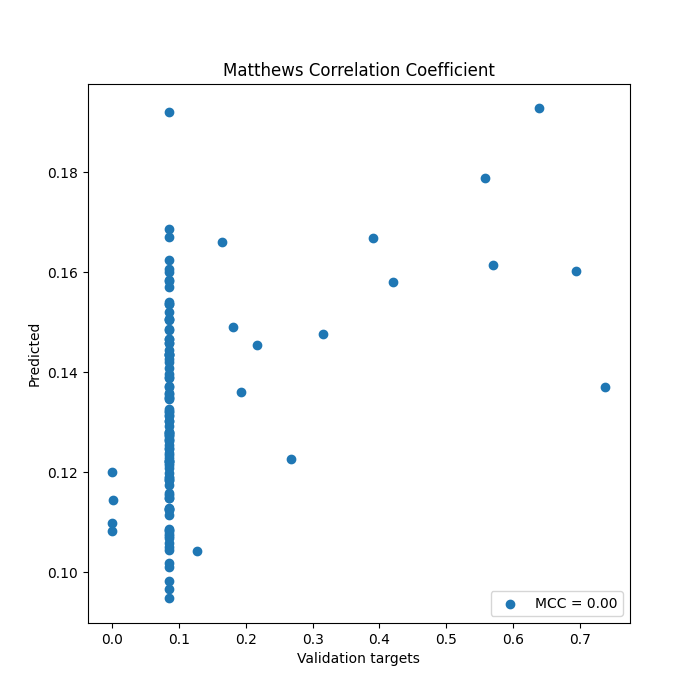 Matthews Correlation Coefficient
Predicted
0.18
0.16
0.14
0.12
0.10
MCC = 0.00
0.0 0.1 0.2 0.3 0.4 0.5 0.6 0.7
Validation targets